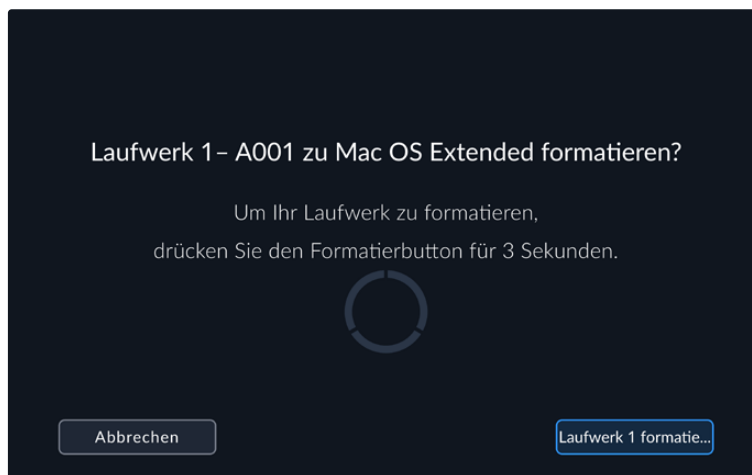 Laufwerk 1– A001 zu Mac OS Extended formatieren?
Um Ihr Laufwerk zu formatieren,
drücken Sie den Formatierbutton für 3 Sekunden.
Abbrechen
Laufwerk 1 formatie...